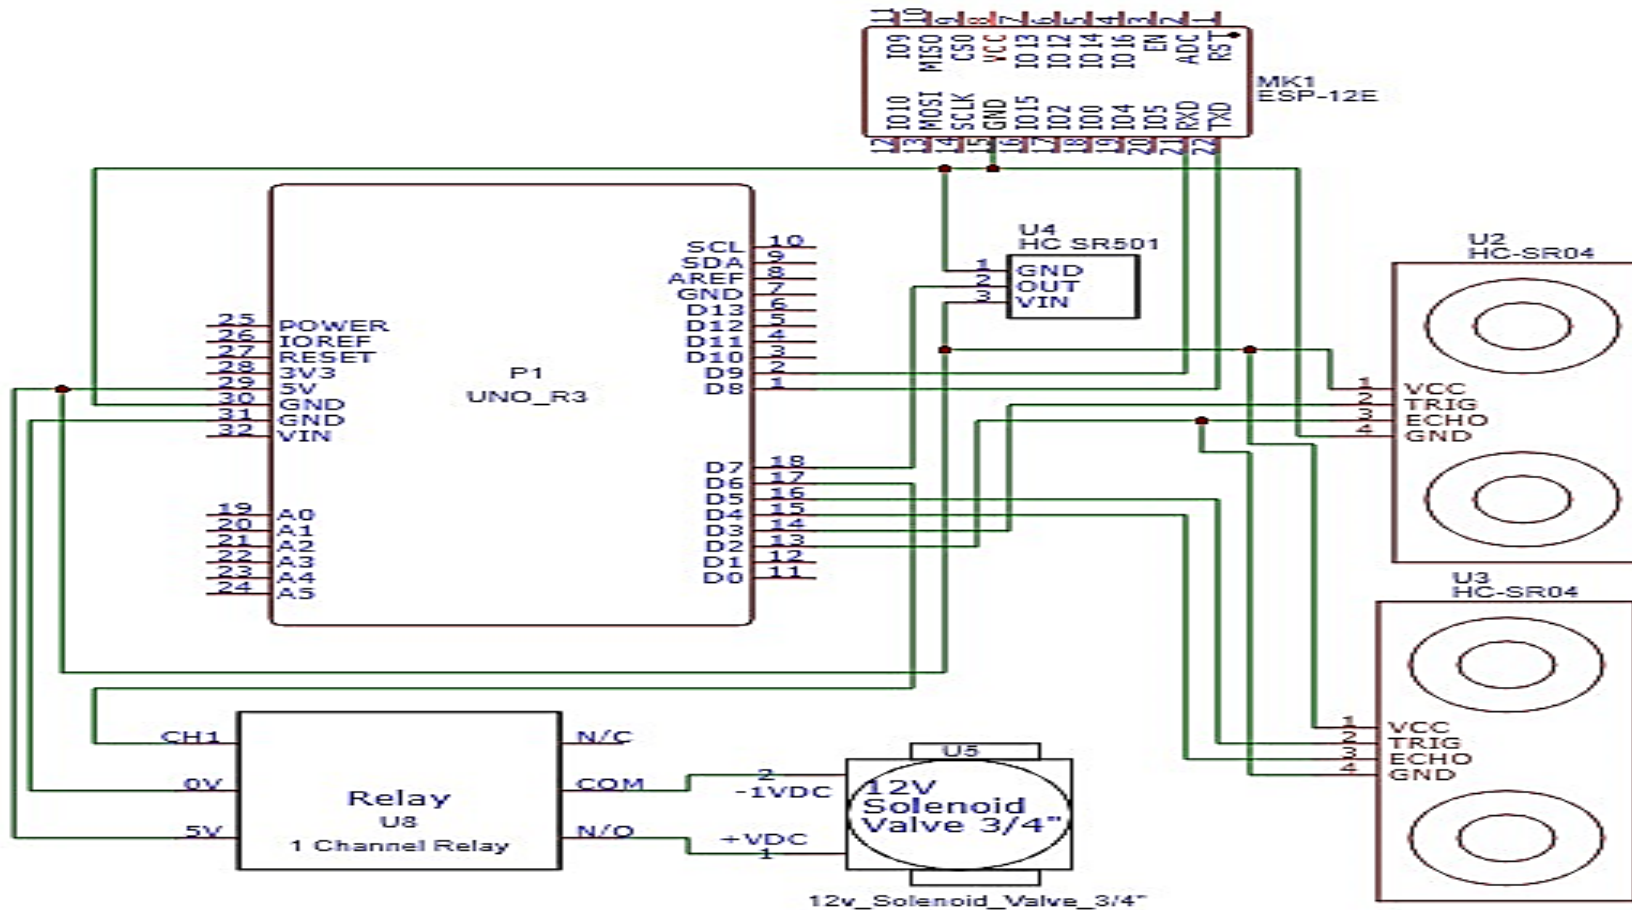 11 10 9 8 7 6 5 4 3 2 1
IO9 MISO CS0 VCC IO13 IO12 IO14 IO16 EN ADC RST
IO10 MOSI SCLK GND IO15 IO2 IO0 IO4 IO5 RXD TXD
12 13 14 15 16 17 18 19 20 21 22
MK1
ESP-12E
U4
HC SR501
1 GND
2 OUT
3 VIN
U2
HC-SR04
1 VCC
2 TRIG
3 ECHO
4 GND
P1
UNO_R3
25 POWER
26 IOREF
27 RESET
28 3V3
29 5V
30 GND
31 GND
32 VIN
19 A0
20 A1
21 A2
22 A3
23 A4
24 A5
SCL 10
SDA 9
AREF 8
GND 7
D13 6
D12 5
D11 4
D10 3
D9 2
D8 1
D7 18
D6 17
D5 16
D4 15
D3 14
D2 13
D1 12
D0 11
U3
HC-SR04
1 VCC
2 TRIG
3 ECHO
4 GND
CH1
0V
5V
Relay
U8
1 Channel Relay
N/C
COM
N/O
2
-1VDC
+VDC
1
U5
12V
Solenoid
Valve 3/4"
12v_Solenoid_Valve_3/4"